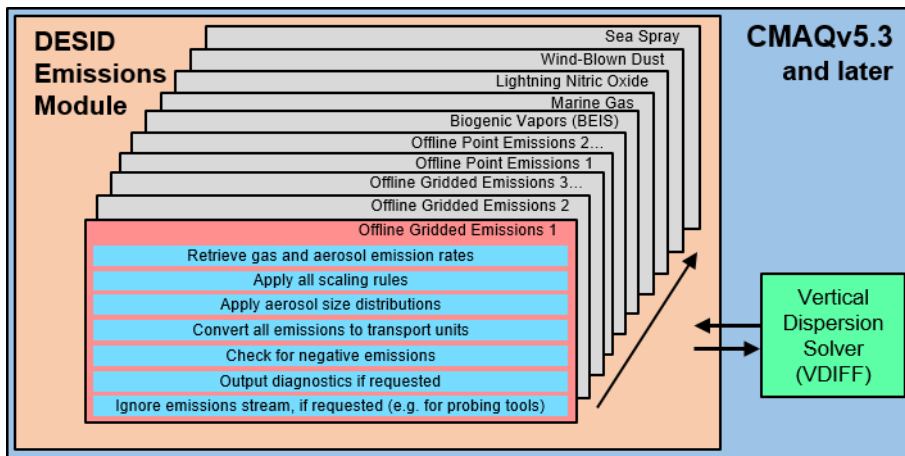 DESID
Emissions
Module
CMAQv5.3
and later
Sea Spray
Wind-Blown Dust
Lightning Nitric Oxide
Marine Gas
Biogenic Vapors (BEIS)
Offline Point Emissions 2...
Offline Point Emissions 1
Offline Gridded Emissions 3...
Offline Gridded Emissions 2
Offline Gridded Emissions 1
Retrieve gas and aerosol emission rates
Apply all scaling rules
Apply aerosol size distributions
Convert all emissions to transport units
Check for negative emissions
Output diagnostics if requested
Ignore emissions stream, if requested (e.g. for probing tools)
Vertical
Dispersion
Solver
(VDIFF)